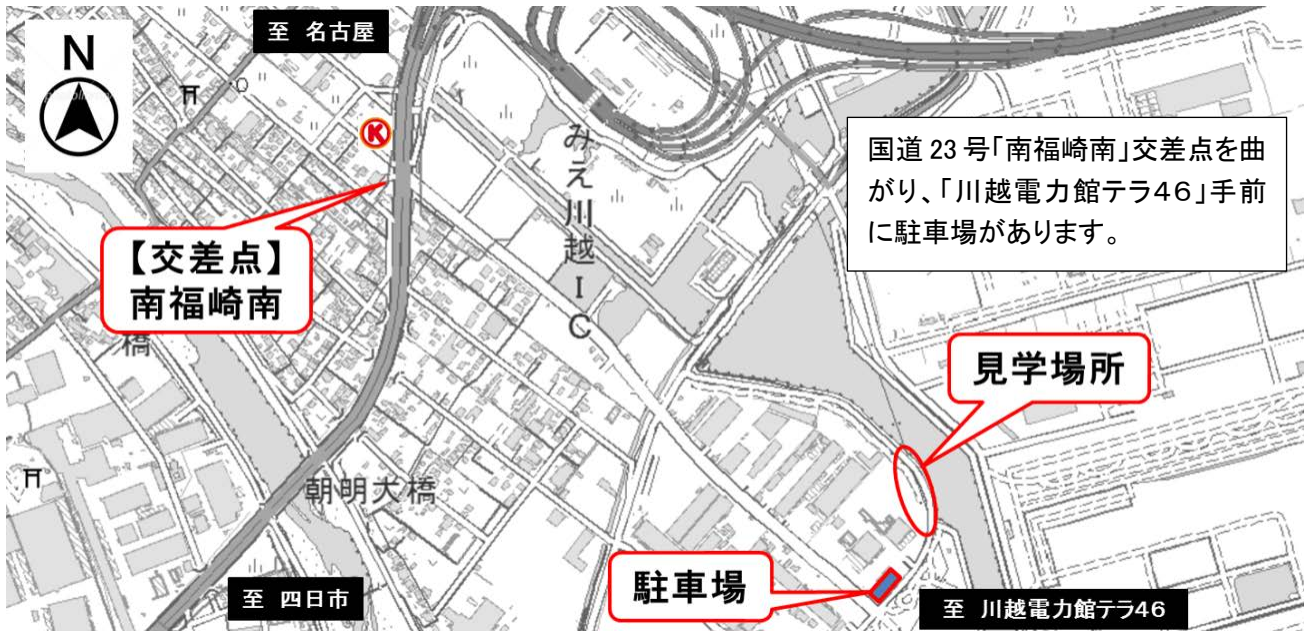 至 名古屋
N
K
国道 23 号「南福崎南」交差点を曲
がり、「川越電力館テラ46」手前
に駐車場があります。
みえ川越IC
【交差点】
南福崎南
橋
見学場所
朝明大橋
駐車場
至 四日市
至 川越電力館テラ46